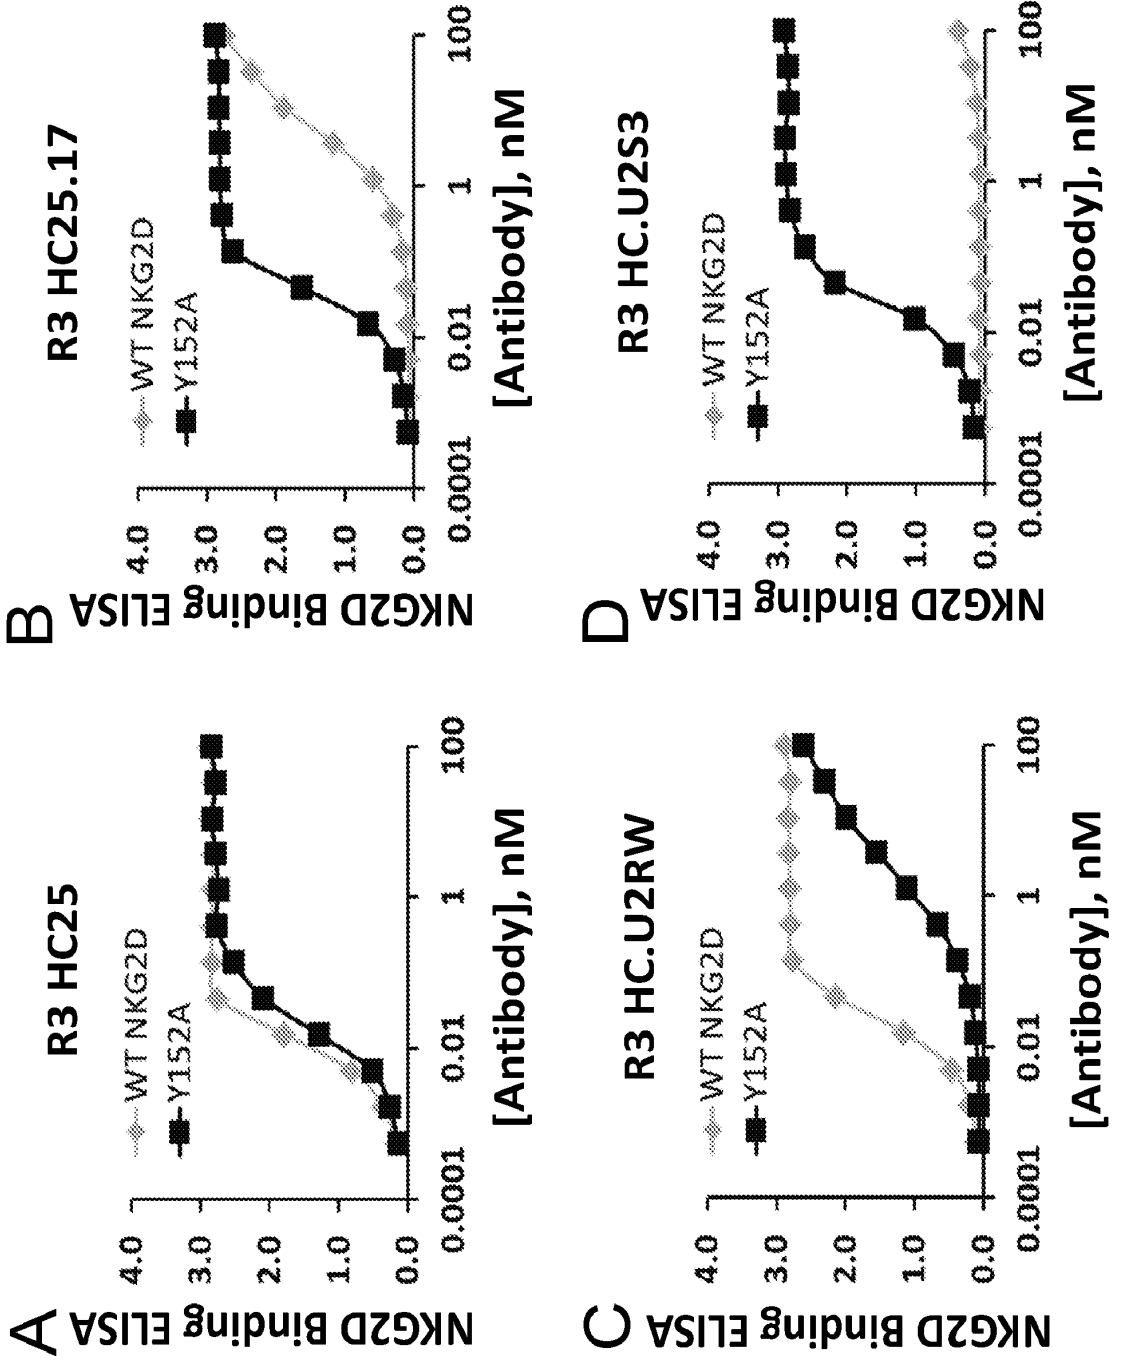 A
R3 HC25
NKG2D Binding ELISA
4.0
3.0
2.0
1.0
0.0
WT NKG2D
Y152A
0.0001
0.01
1
100
[Antibody], nM
B
R3 HC25.17
NKG2D Binding ELISA
4.0
3.0
2.0
1.0
0.0
WT NKG2D
Y152A
0.0001
0.01
1
100
[Antibody], nM
C
R3 HC.U2RW
NKG2D Binding ELISA
4.0
3.0
2.0
1.0
0.0
WT NKG2D
Y152A
0.0001
0.01
1
100
[Antibody], nM
D
R3 HC.U2S3
NKG2D Binding ELISA
4.0
3.0
2.0
1.0
0.0
WT NKG2D
Y152A
0.0001
0.01
1
100
[Antibody], nM